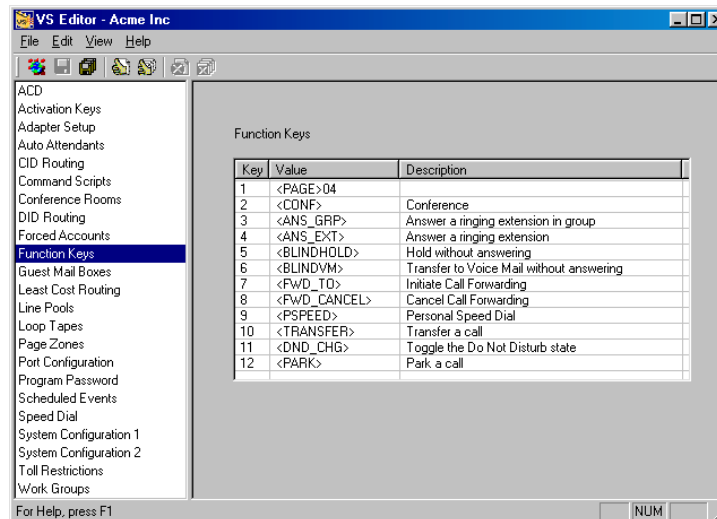 VS Editor - Acme Inc
File Edit View Help
ACD
Activation Keys
Adapter Setup
Auto Attendants
CID Routing
Command Scripts
Conference Rooms
DID Routing
Forced Accounts
Function Keys
Guest Mail Boxes
Least Cost Routing
Line Pools
Loop Tapes
Page Zones
Port Configuration
Program Password
Scheduled Events
Speed Dial
System Configuration 1
System Configuration 2
Toll Restrictions
Work Groups
Function Keys
Key Value Description
1 <PAGE>04
2 <CONF> Conference
3 <ANS_GRP> Answer a ringing extension in group
4 <ANS_EXT> Answer a ringing extension
5 <BLINDHOLD> Hold without answering
6 <BLINDVM> Transfer to Voice Mail without answering
7 <FWD_TO> Initiate Call Forwarding
8 <FWD_CANCEL> Cancel Call Forwarding
9 <PSPEED> Personal Speed Dial
10 <TRANSFER> Transfer a call
11 <DND_CHG> Toggle the Do Not Disturb state
12 <PARK> Park a call
For Help, press F1 NUM